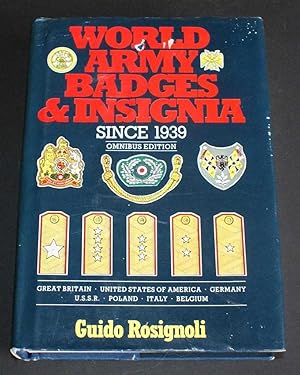 WORLD
ARMY
BADGES
& INSIGNIA
SINCE 1939
OMNIBUS EDITION
GREAT BRITAIN · UNITED STATES OF AMERICA · GERMANY
U.S.S.R. · POLAND · ITALY · BELGIUM
Guido Rosignoli